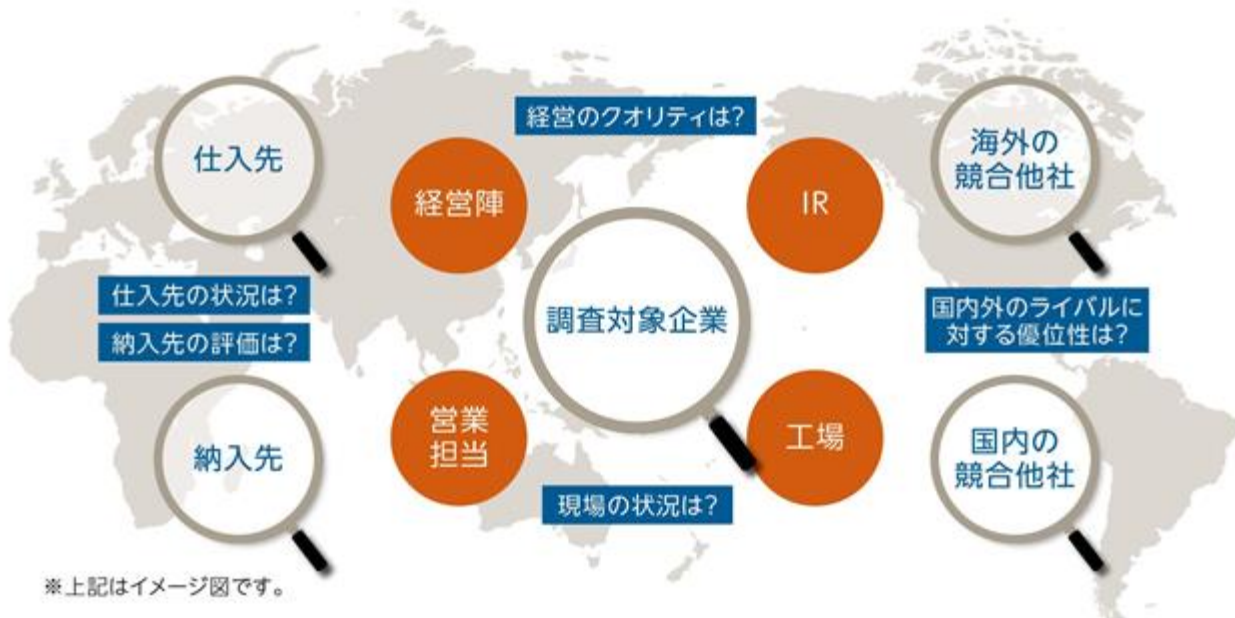 経営のクオリティは?
仕入先
経営陣
IR
海外の
競合他社
仕入先の状況は?
納入先の評価は?
調査対象企業
国内外のライバルに
対する優位性は?
納入先
営業
担当
工場
国内の
競合他社
現場の状況は?
※上記はイメージ図です。